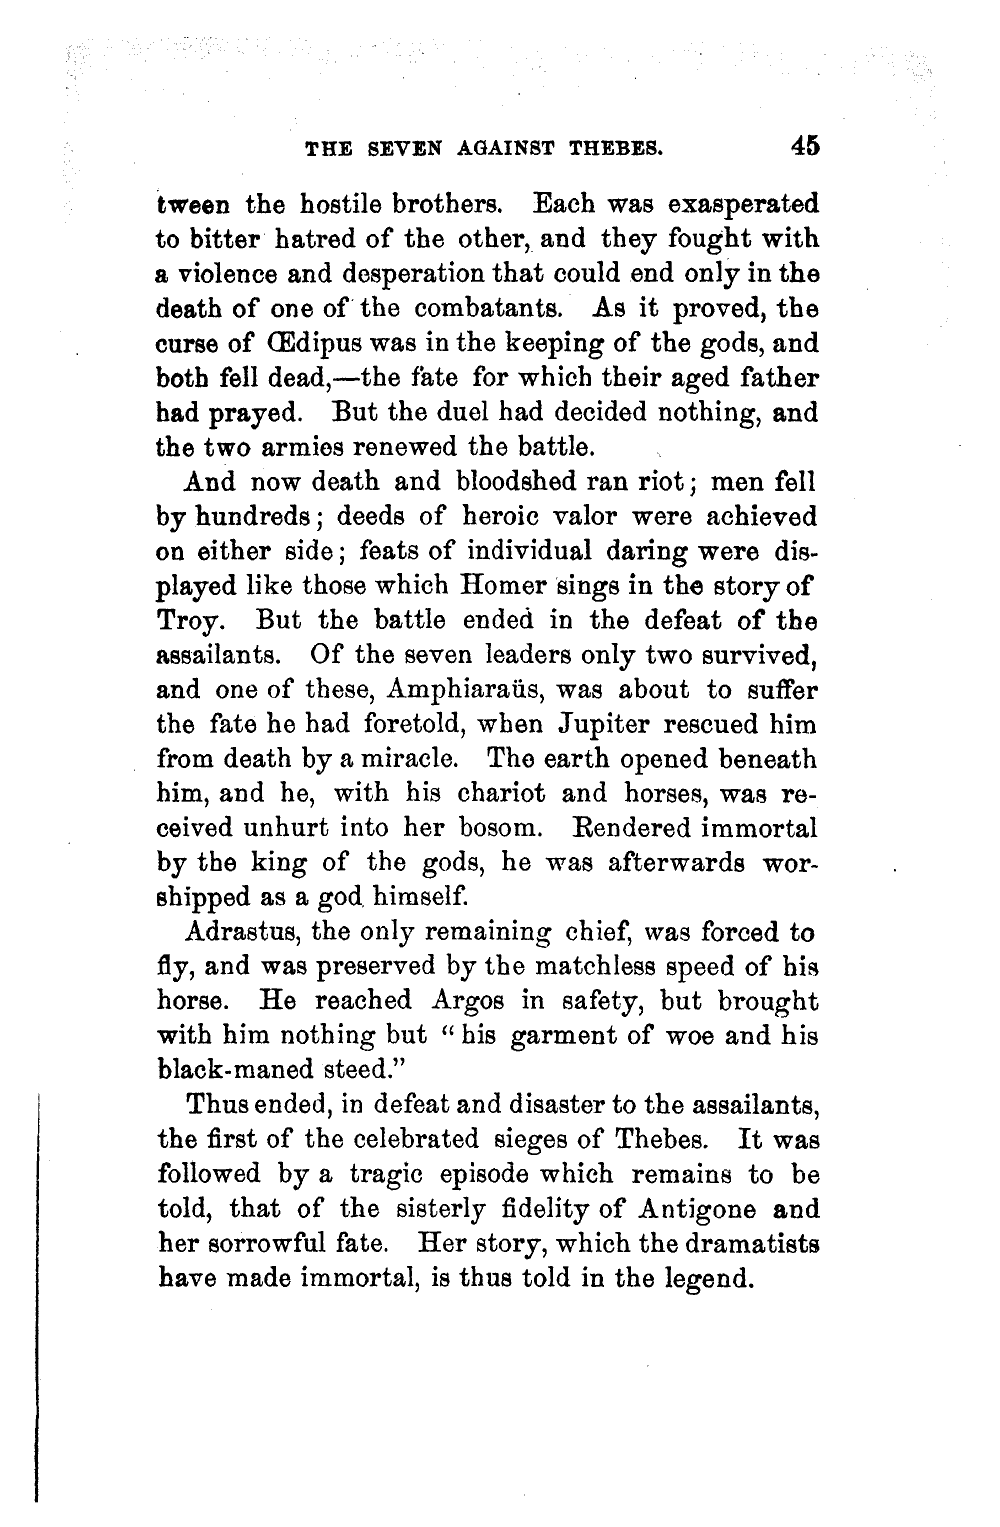 THE SEVEN AGAINST THEBES. 45
tween the hostile brothers. Each was exasperated
to bitter hatred of the other, and they fought with
a violence and desperation that could end only in the
death of one of the combatants. As it proved, the
curse of Œdipus was in the keeping of the gods, and
both fell dead,—the fate for which their aged father
had prayed. But the duel had decided nothing, and
the two armies renewed the battle.
And now death and bloodshed ran riot; men fell
by hundreds; deeds of heroic valor were achieved
on either side; feats of individual daring were dis-
played like those which Homer sings in the story of
Troy. But the battle ended in the defeat of the
assailants. Of the seven leaders only two survived,
and one of these, Amphiaraüs, was about to suffer
the fate he had foretold, when Jupiter rescued him
from death by a miracle. The earth opened beneath
him, and he, with his chariot and horses, was re-
ceived unhurt into her bosom. Rendered immortal
by the king of the gods, he was afterwards wor-
shipped as a god himself.
Adrastus, the only remaining chief, was forced to
fly, and was preserved by the matchless speed of his
horse. He reached Argos in safety, but brought
with him nothing but “his garment of woe and his
black-maned steed.”
Thus ended, in defeat and disaster to the assailants,
the first of the celebrated sieges of Thebes. It was
followed by a tragic episode which remains to be
told, that of the sisterly fidelity of Antigone and
her sorrowful fate. Her story, which the dramatists
have made immortal, is thus told in the legend.